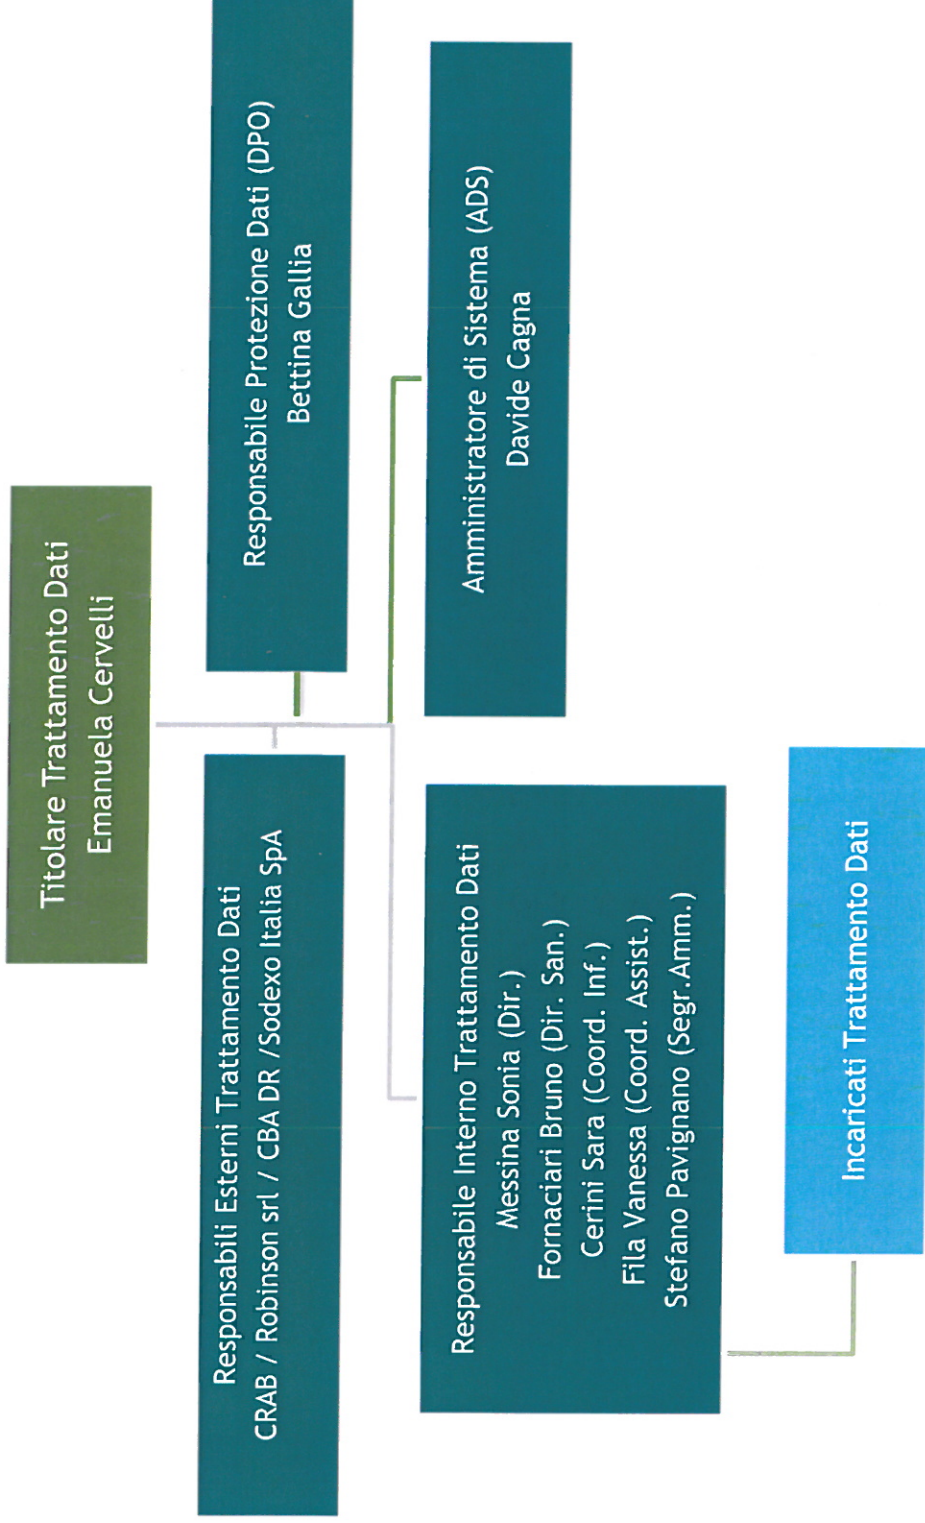 Titolare Trattamento Dati
Emanuela Cervelli
Responsabili Esterni Trattamento Dati
CRAB / Robinson srl / CBA DR /Sodexo Italia SpA
Responsabile Protezione Dati (DPO)
Bettina Gallia
Responsabile Interno Trattamento Dati
Messina Sonia (Dir.)
Fornaciari Bruno (Dir. San.)
Cerini Sara (Coord. Inf.)
Fila Vanessa (Coord. Assist.)
Stefano Pavignano (Segr.Amm.)
Amministratore di Sistema (ADS)
Davide Cagna
Incaricati Trattamento Dati